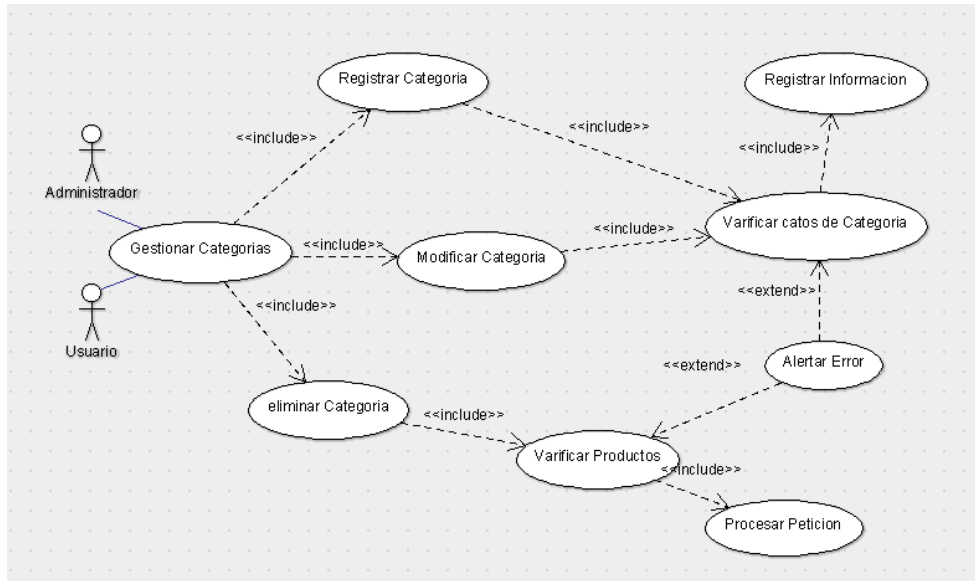 Registrar Categoria
Registrar Informacion
<<include>>
<<include>>
<<include>>
Administrador
Gestionar Categorias
<<include>>
Modificar Categoria
<<include>>
Varificar catos de Categoria
<<extend>>
<<include>>
Usuario
Alertar Error
<<extend>>
eliminar Categoria
<<include>>
Varificar Productos
<<include>>
Procesar Peticion